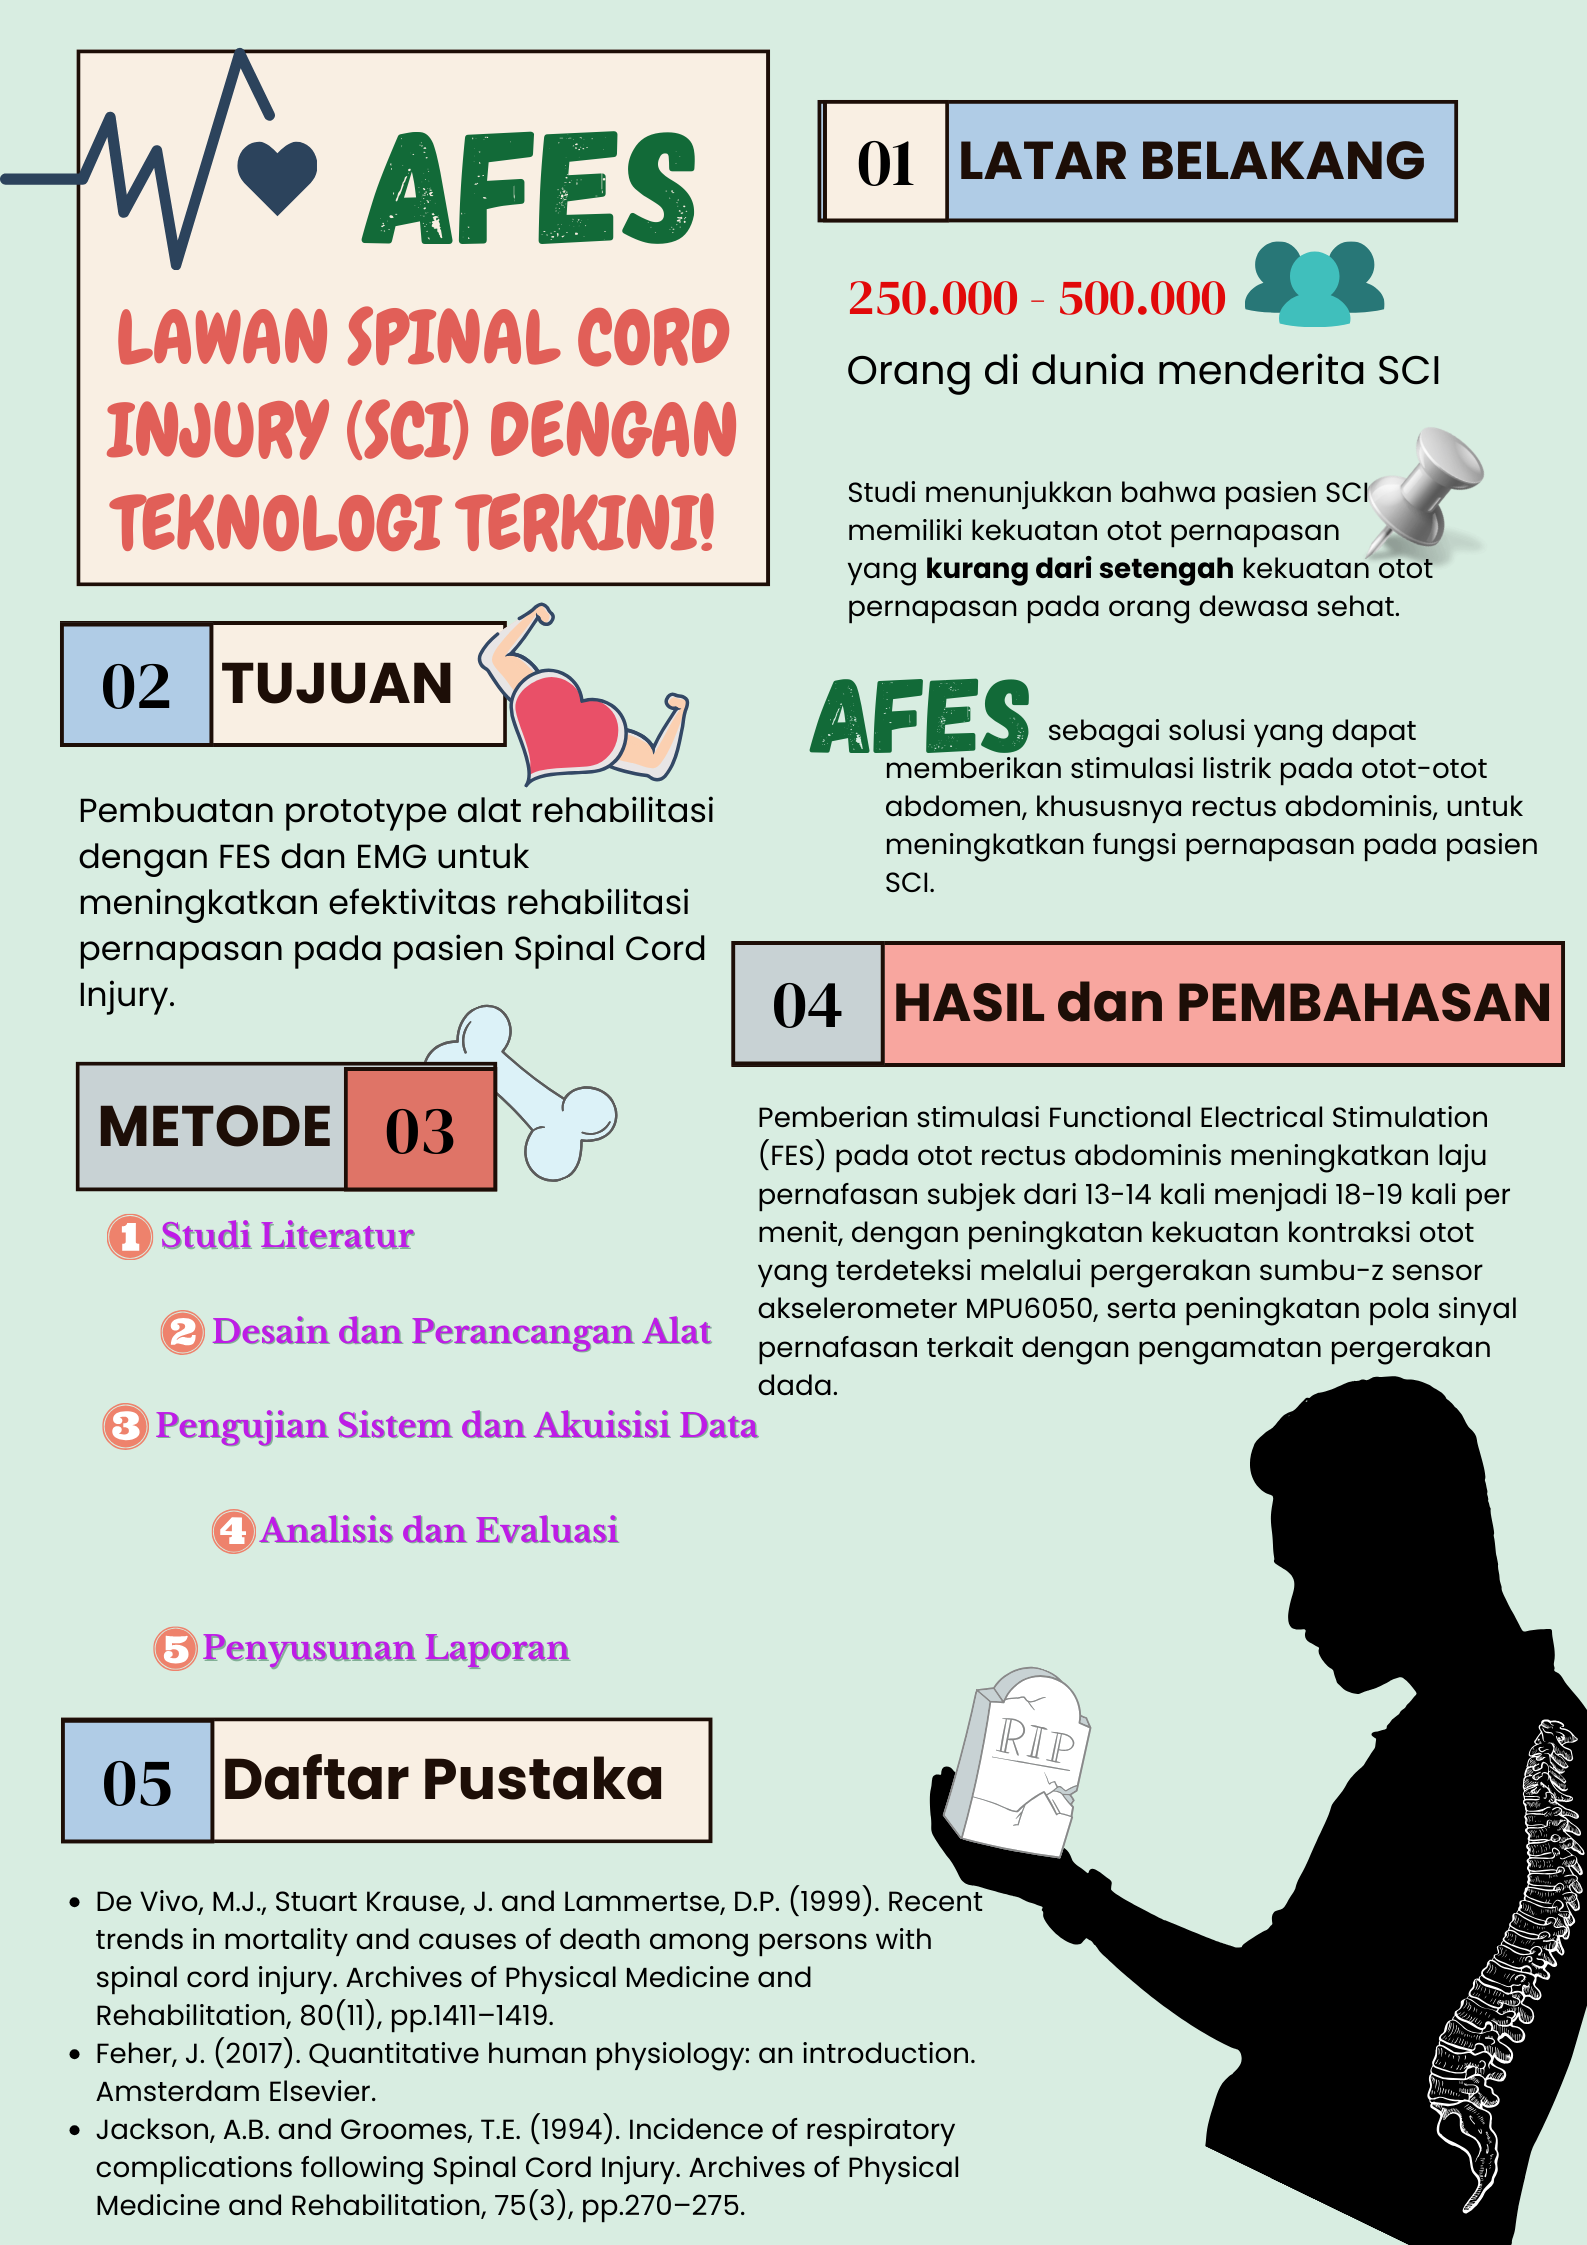 AFES
LAWAN SPINAL CORD
INJURY (SCI) DENGAN
TEKNOLOGI TERKINI!
01 LATAR BELAKANG
250.000 - 500.000
Orang di dunia menderita SCI
Studi menunjukkan bahwa pasien SCI
memiliki kekuatan otot pernapasan
yang kurang dari setengah kekuatan otot
pernapasan pada orang dewasa sehat.
AFES sebagai solusi yang dapat
memberikan stimulasi listrik pada otot-otot
abdomen, khususnya rectus abdominis, untuk
meningkatkan fungsi pernapasan pada pasien
SCI.
02 TUJUAN
Pembuatan prototype alat rehabilitasi
dengan FES dan EMG untuk
meningkatkan efektivitas rehabilitasi
pernapasan pada pasien Spinal Cord
Injury.
METODE 03
1 Studi Literatur
2 Desain dan Perancangan Alat
3 Pengujian Sistem dan Akuisisi Data
4 Analisis dan Evaluasi
5 Penyusunan Laporan
04 HASIL dan PEMBAHASAN
Pemberian stimulasi Functional Electrical Stimulation
(FES) pada otot rectus abdominis meningkatkan laju
pernafasan subjek dari 13-14 kali menjadi 18-19 kali per
menit, dengan peningkatan kekuatan kontraksi otot
yang terdeteksi melalui pergerakan sumbu-z sensor
akselerometer MPU6050, serta peningkatan pola sinyal
pernafasan terkait dengan pengamatan pergerakan
dada.
RIP
05 Daftar Pustaka
• De Vivo, M.J., Stuart Krause, J. and Lammertse, D.P. (1999). Recent
trends in mortality and causes of death among persons with
spinal cord injury. Archives of Physical Medicine and
Rehabilitation, 80(11), pp.1411–1419.
• Feher, J. (2017). Quantitative human physiology: an introduction.
Amsterdam Elsevier.
• Jackson, A.B. and Groomes, T.E. (1994). Incidence of respiratory
complications following Spinal Cord Injury. Archives of Physical
Medicine and Rehabilitation, 75(3), pp.270–275.